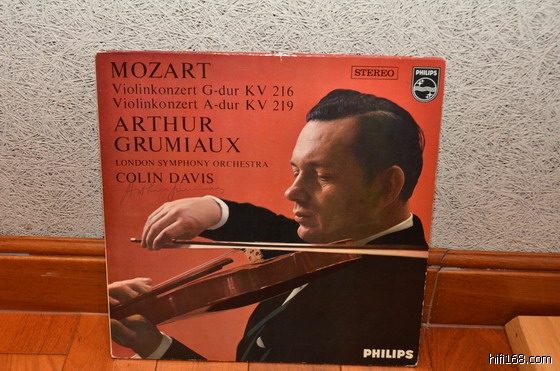 MOZART
STEREO
PHILIPS
Violinkonzert G-dur KV 216
Violinkonzert A-dur KV 219
ARTHUR
GRUMIAUX
LONDON SYMPHONY ORCHESTRA
COLIN DAVIS
PHILIPS
hifi168.com